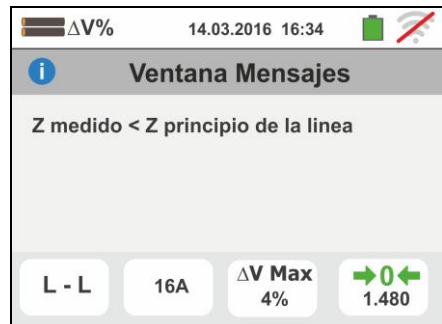 ΔV% 14.03.2016 16:34
i Ventana Mensajes
Z medido < Z principio de la linea
L - L 16A ΔV Max 4% ➔0← 1.480